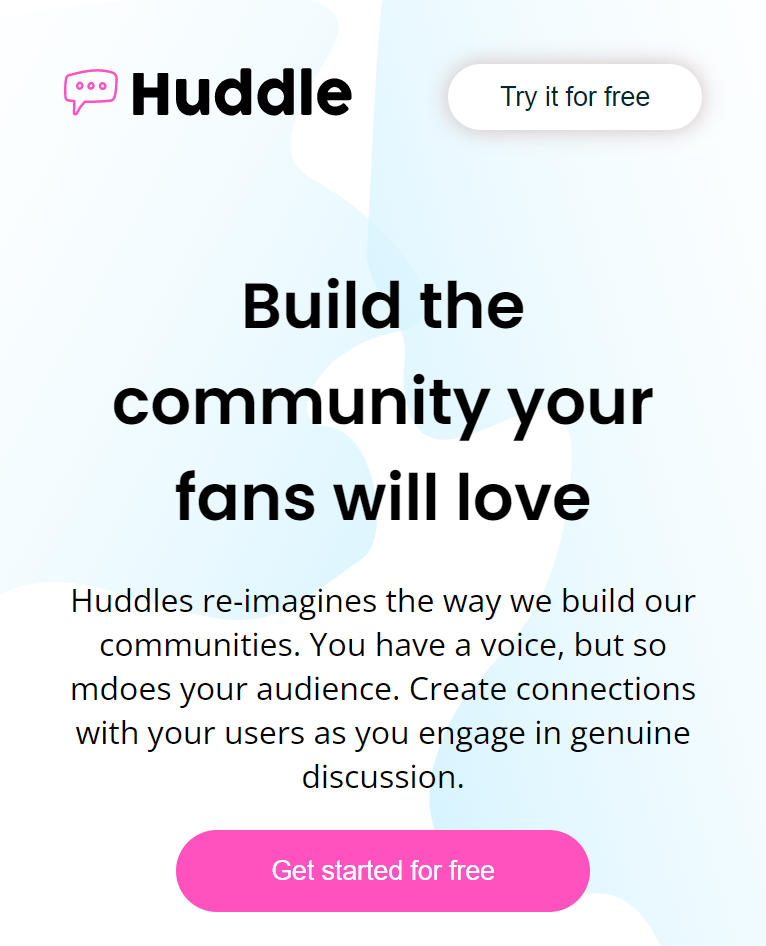 Huddle
Try it for free
Build the
community your
fans will love
Huddles re-imagines the way we build our
communities. You have a voice, but so
mdoes your audience. Create connections
with your users as you engage in genuine
discussion.
Get started for free